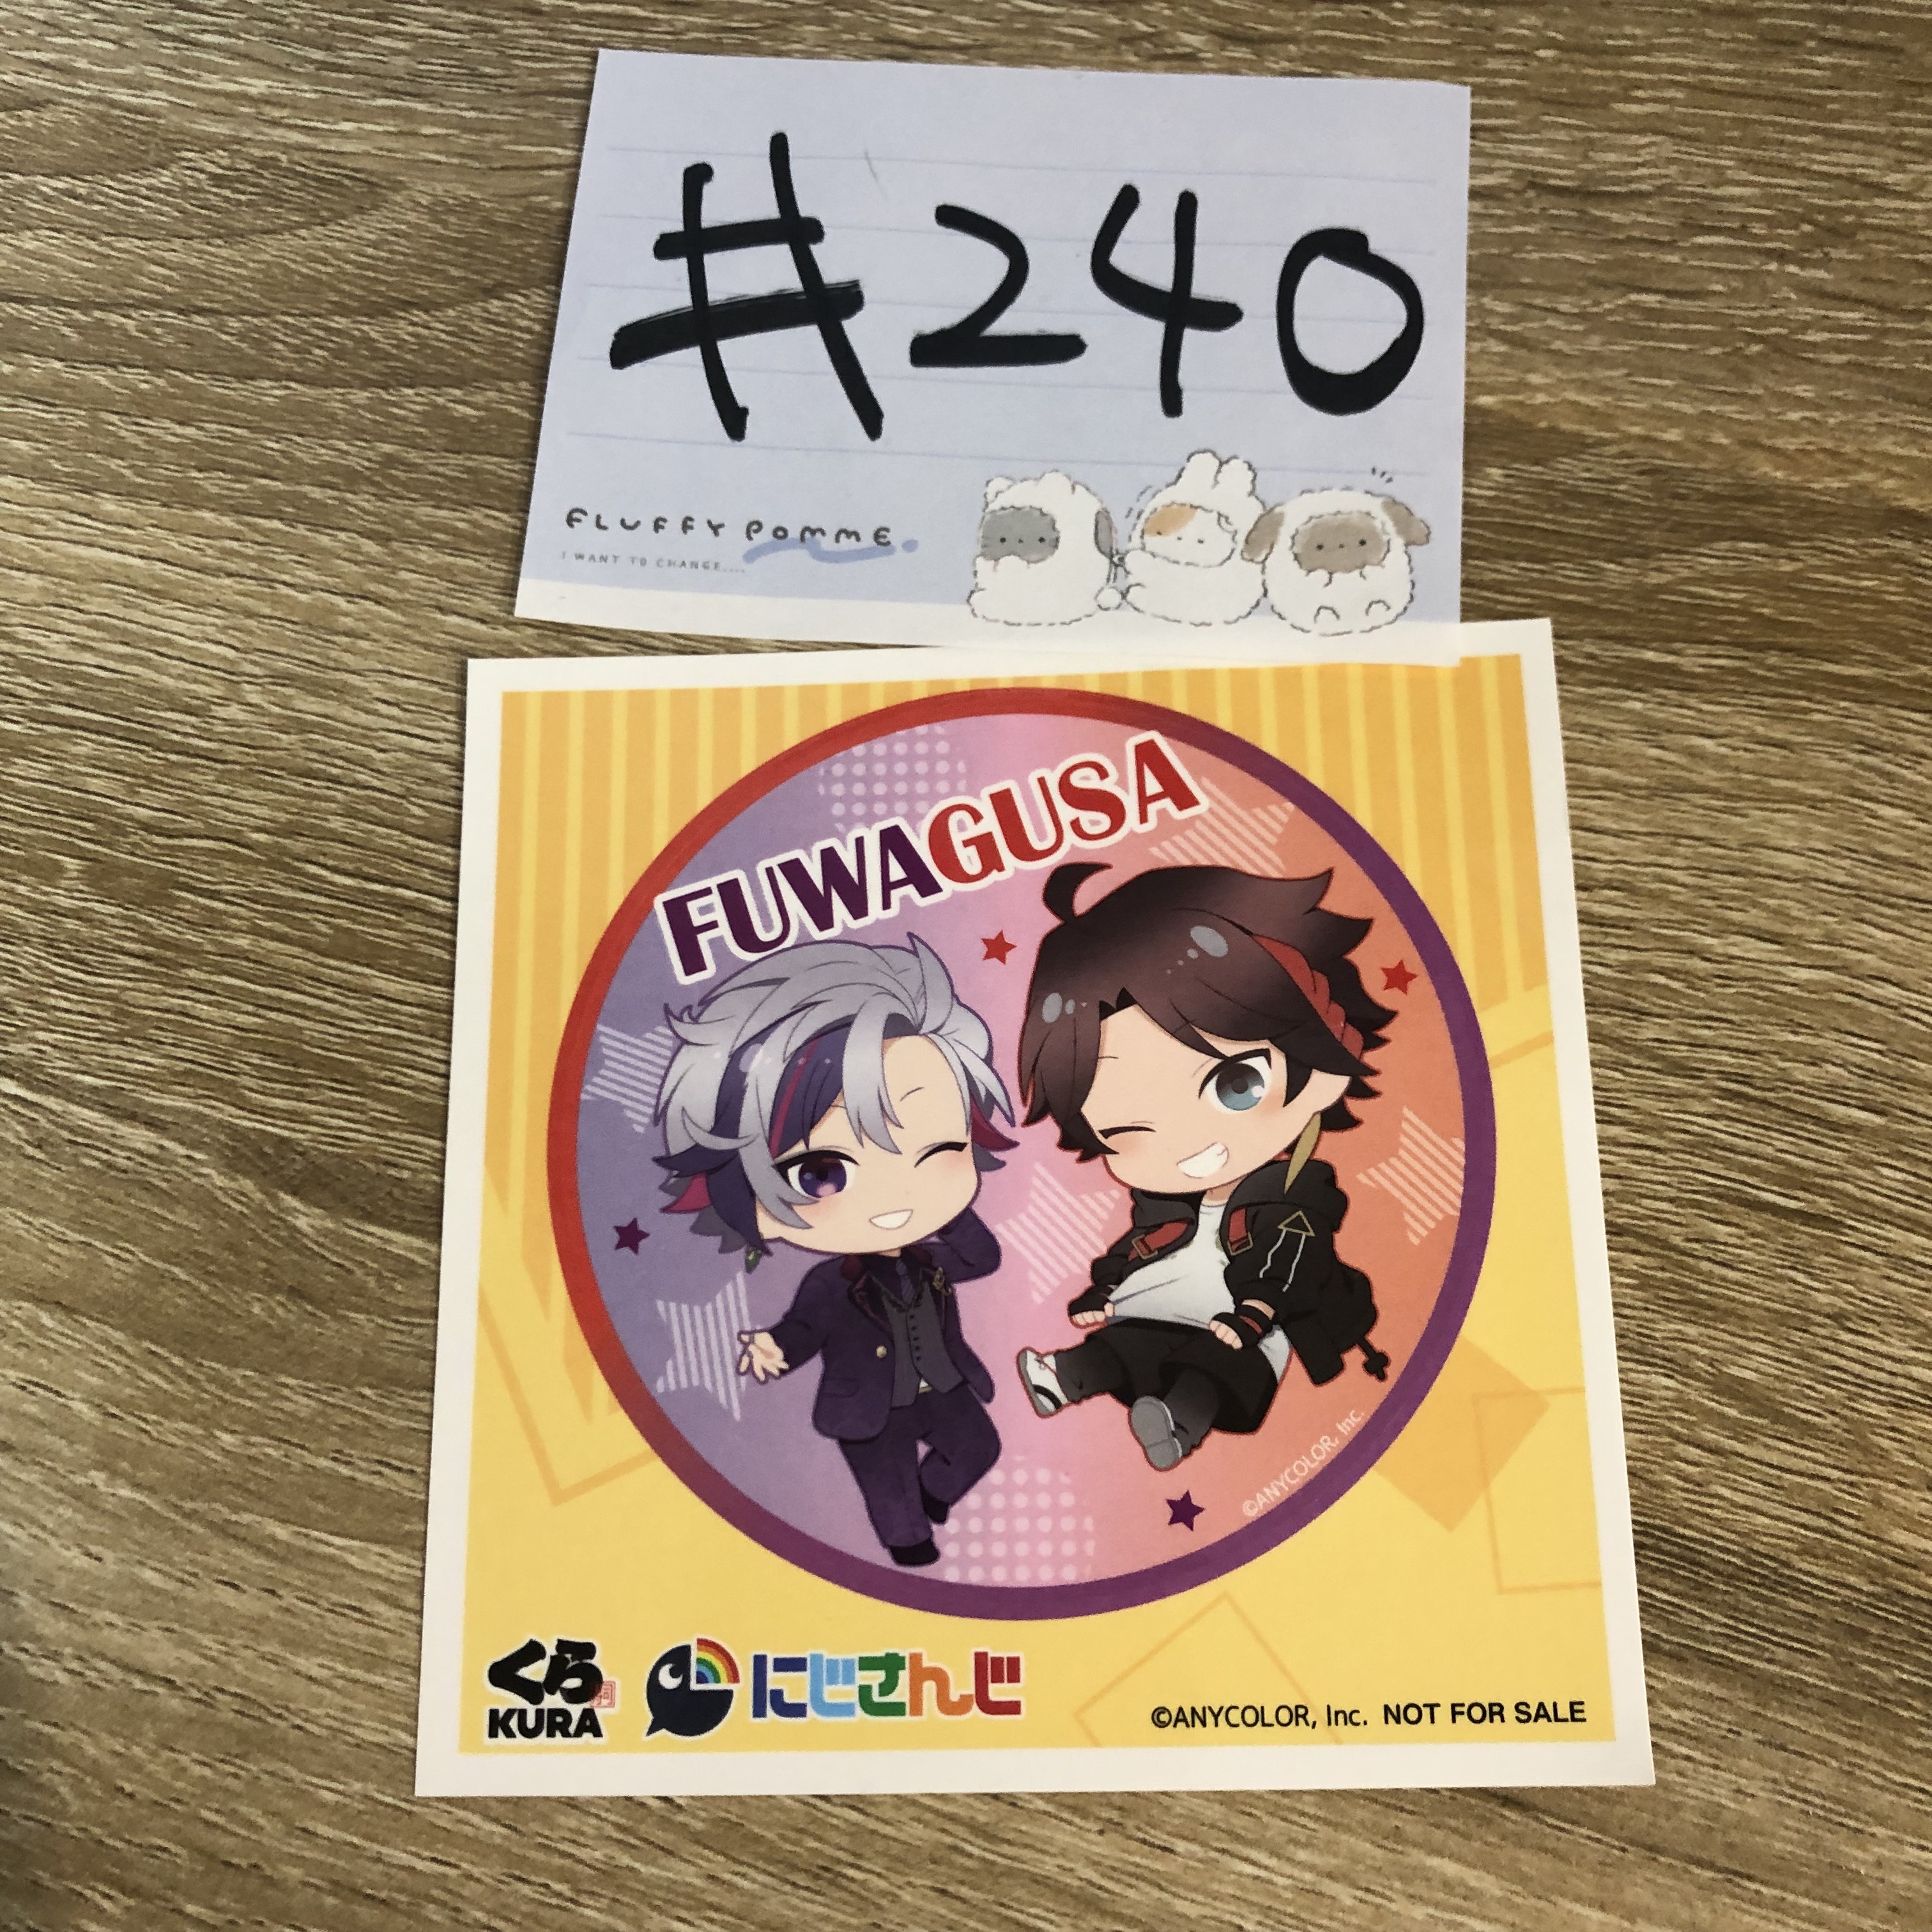 #240
FLUFFY POMME.
I WANT TO CHANGE....
FUWAGUSA
©ANYCOLOR, Inc.
くら
KURA
にじさんじ
©ANYCOLOR, Inc. NOT FOR SALE